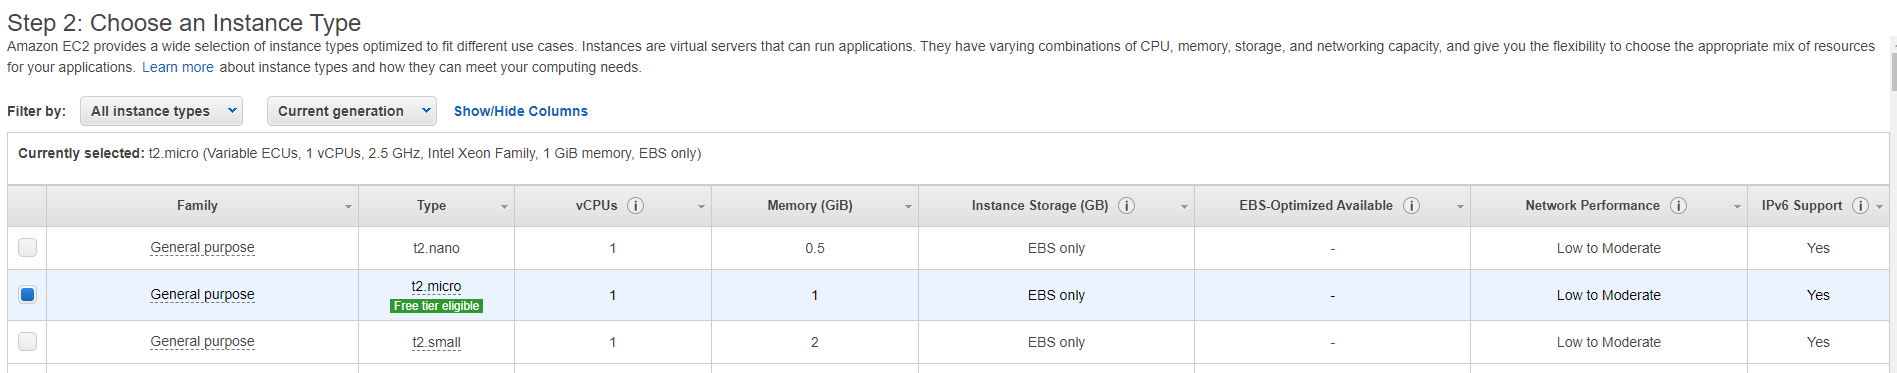 Step 2: Choose an Instance Type
Amazon EC2 provides a wide selection of instance types optimized to fit different use cases. Instances are virtual servers that can run applications. They have varying combinations of CPU, memory, storage, and networking capacity, and give you the flexibility to choose the appropriate mix of resources
for your applications. Learn more about instance types and how they can meet your computing needs.
Filter by: All instance types Current generation Show/Hide Columns
Currently selected: t2.micro (Variable ECUs, 1 vCPUs, 2.5 GHz, Intel Xeon Family, 1 GiB memory, EBS only)
Family Type vCPUs i Memory (GiB) Instance Storage (GB) i EBS-Optimized Available i Network Performance i IPv6 Support i
General purpose t2.nano 1 0.5 EBS only - Low to Moderate Yes
General purpose t2.micro 1 1 EBS only - Low to Moderate Yes
Free tier eligible
General purpose t2.small 1 2 EBS only - Low to Moderate Yes